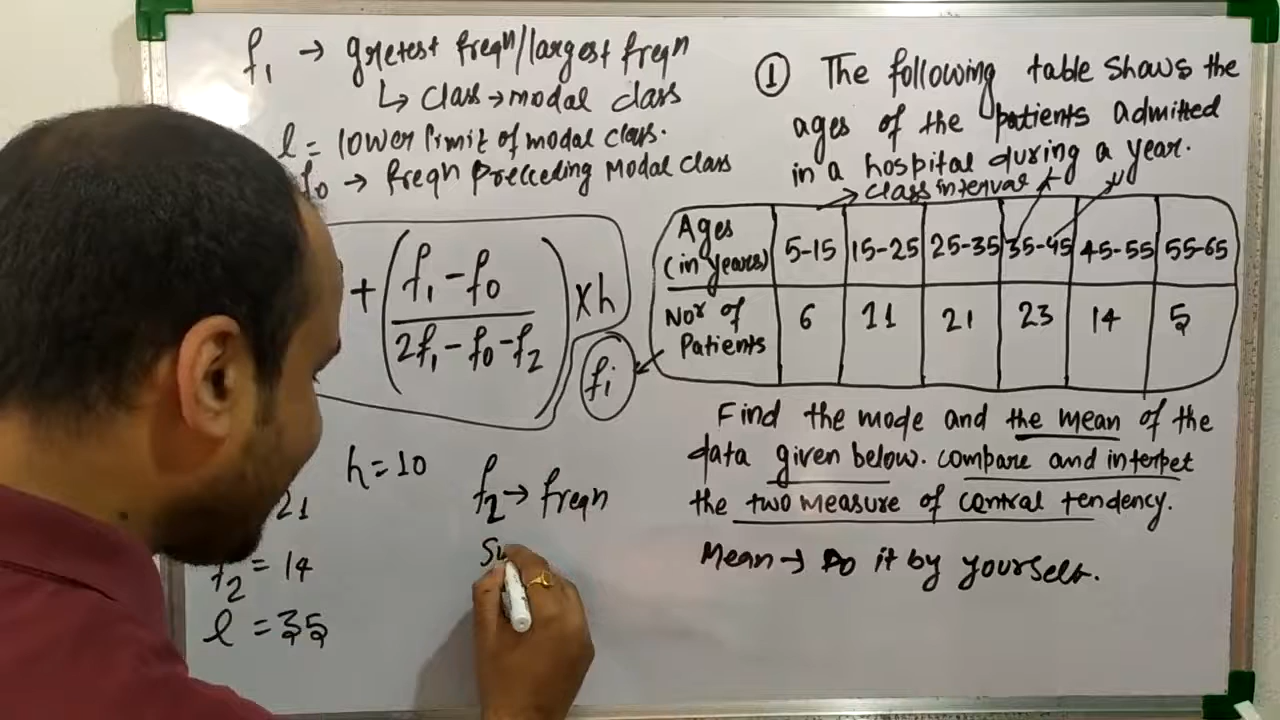 f₁ → gretest freqⁿ/largest freqn
↳ class → modal class
l = lower limit of modal class.
f₀ → freqn preceeding Modal class
+ ( f₁ - f₀ / 2f₁ - f₀ - f₂ ) × h
fi
h = 10
21
f₂ = 14
l = 35
f₂ → freqn
Su
① The following table shows the
ages of the patients admitted
in a hospital during a year.
→ class interval
Ages (in years) 5-15 15-25 25-35 35-45 45-55 55-65
Noˣ of Patients 6 11 21 23 14 5
Find the mode and the mean of the
data given below. compare and interpet
the two measure of central tendency.
Mean → Do it by yourself.